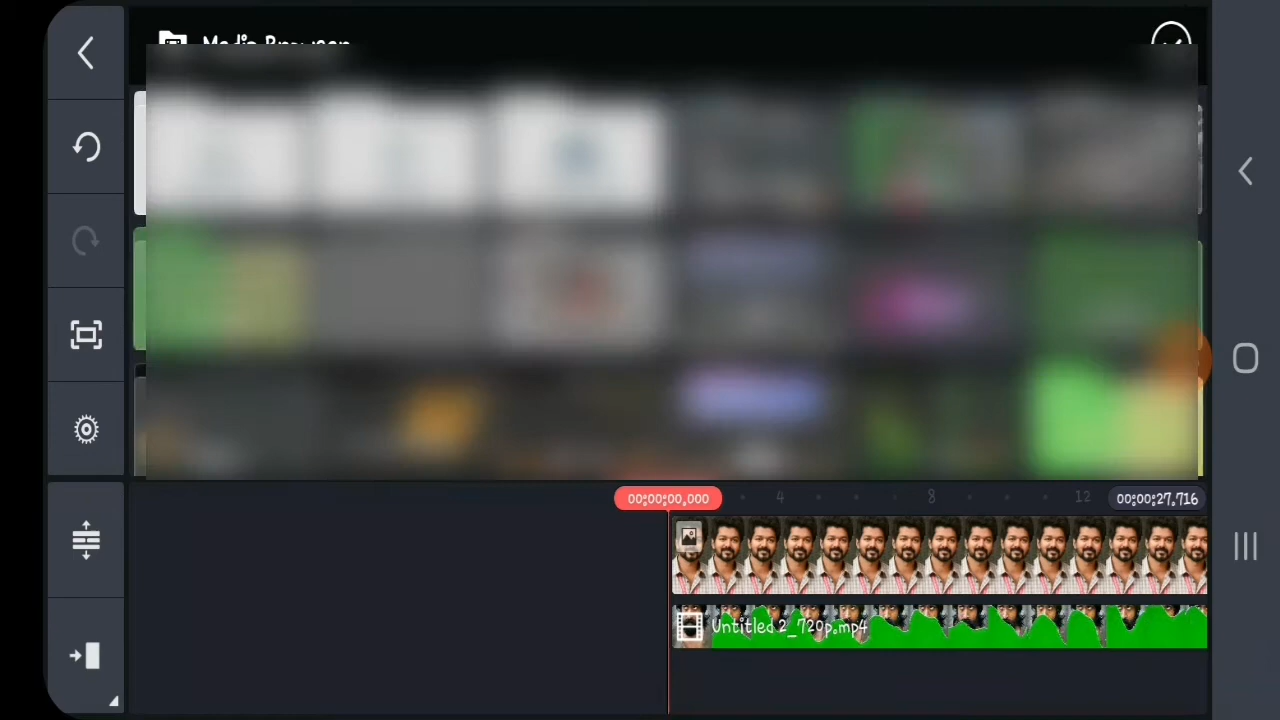 Media Browser
00:00:00,000
4
8
12
00:00:27,716
Untitled 2_720p.mp4